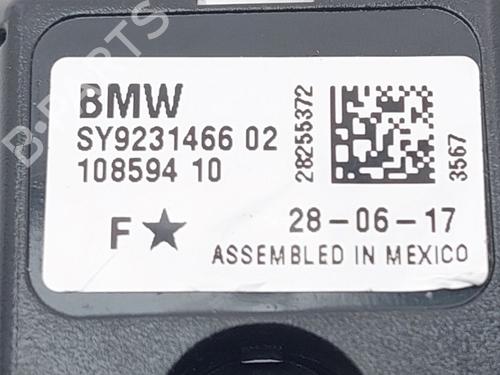 BMW
SY9231466 02
108594 10
F★
28255372
3567
28-06-17
ASSEMBLED IN MEXICO
B-PARTS